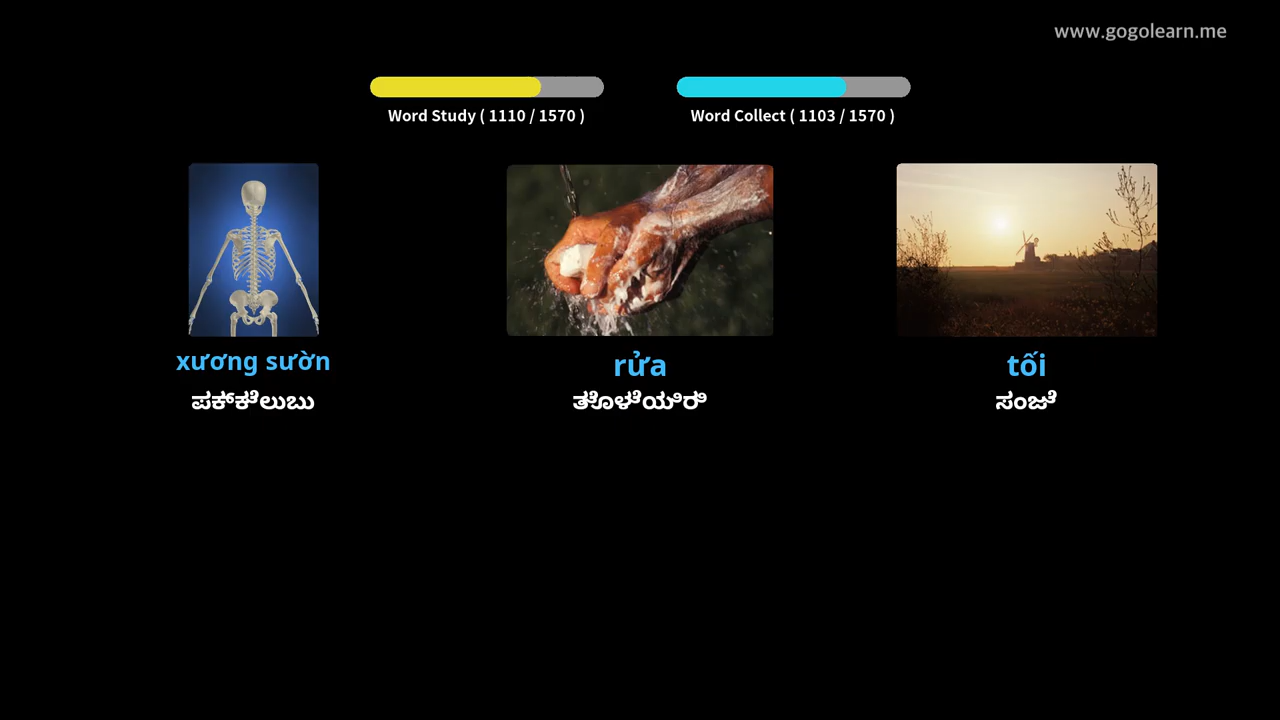 www.gogolearn.me
Word Study ( 1110 / 1570 )
Word Collect ( 1103 / 1570 )
xương sườn
rửa
tối
ಪಕ್ಕೆಲುಬು
ತೊಳೆಯಿರಿ
ಸಂಜೆ